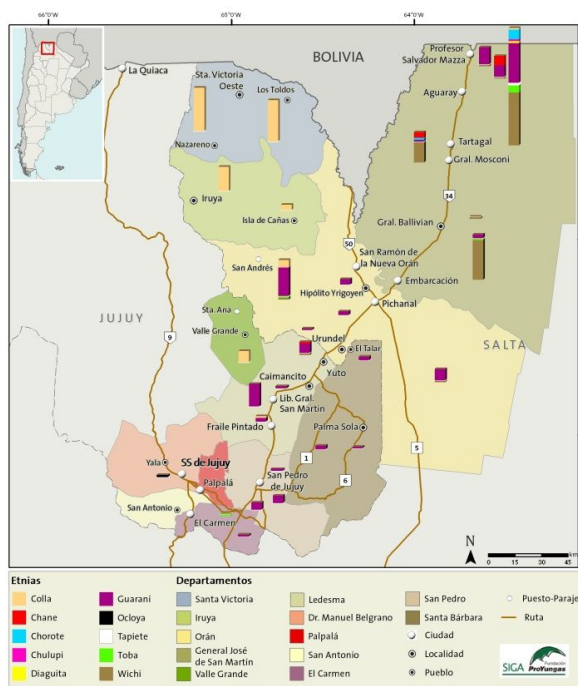 66°00'W
65°00'W
64°00'W
BOLIVIA
La Quiaca
Sta. Victoria
Oeste
Los Toldos
Profesor
Salvador Mazza
Aguaray
Nazareno
Tartagal
Gral. Mosconi
Iruya
34
Isla de Cañas
Gral. Ballivian
50
San Ramón de
la Nueva Orán
San Andrés
Embarcación
Hipólito Yrigoyen
Pichanal
Sta. Ana
JUJUY
Valle Grande
9
SALTA
Urundel
El Talar
Yuto
Caimancito
Lib. Gral.
San Martín
Fraile Pintado
Palma Sola
5
1
Yala
SS de Jujuy
6
Palpalá
San Pedro
de Jujuy
San Antonio
El Carmen
N
0 15 30 45
km
Etnias
Colla
Chane
Chorote
Chulupi
Diaguita
Guaraní
Ocloya
Tapiete
Toba
Wichi
Departamentos
Santa Victoria
Iruya
Orán
General José
de San Martín
Valle Grande
Ledesma
Dr. Manuel Belgrano
Palpalá
San Antonio
El Carmen
San Pedro
Santa Bárbara
Ciudad
Localidad
Pueblo
Puesto-Paraje
Ruta
SIGA
Fundación
ProYungas